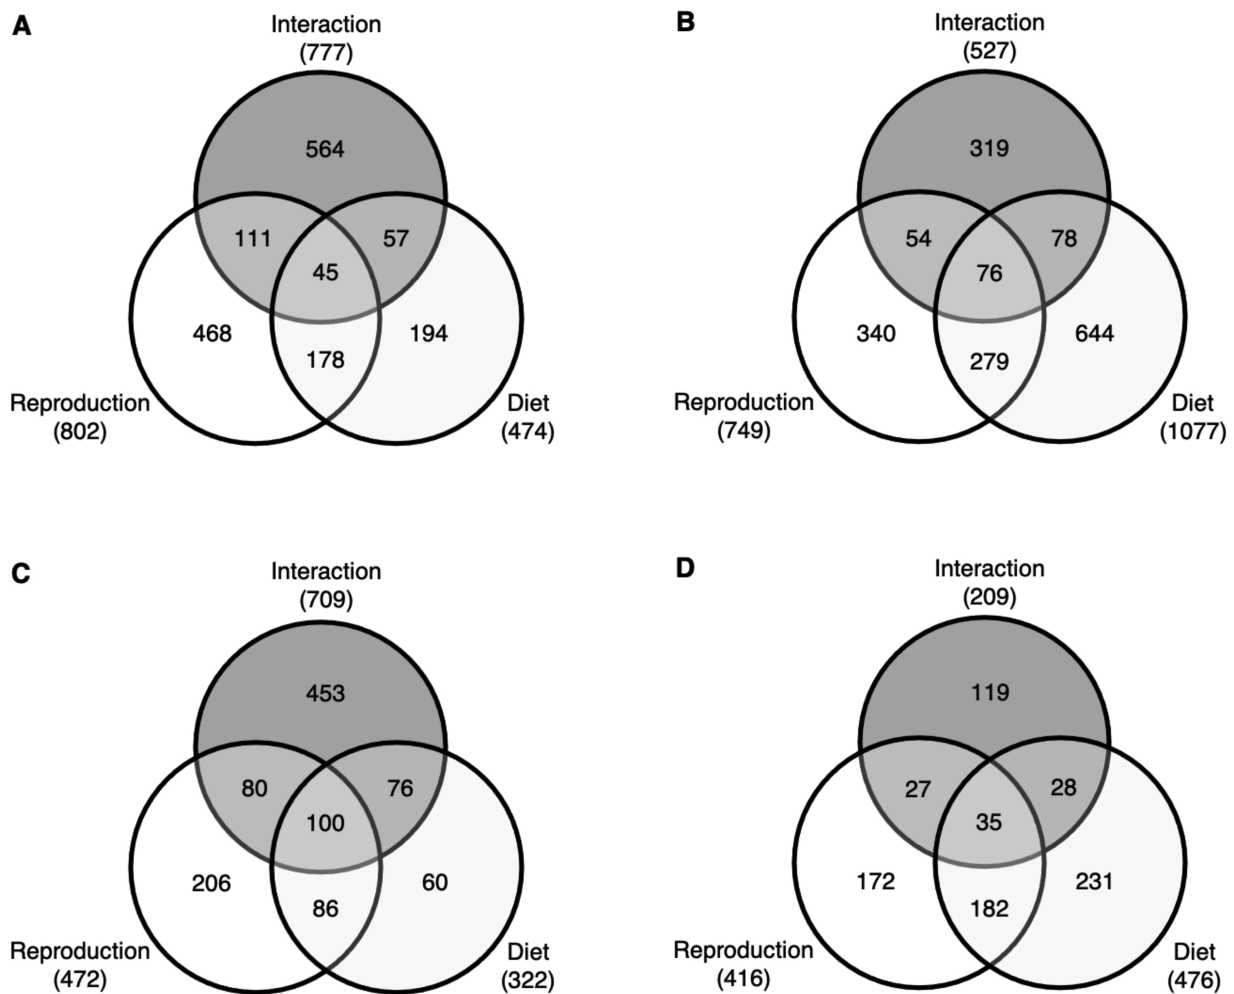 A
Interaction
(777)
564
111
57
45
468
194
178
Reproduction
(802)
Diet
(474)
B
Interaction
(527)
319
54
78
76
340
644
279
Reproduction
(749)
Diet
(1077)
C
Interaction
(709)
453
80
76
100
206
60
86
Reproduction
(472)
Diet
(322)
D
Interaction
(209)
119
27
28
35
172
231
182
Reproduction
(416)
Diet
(476)